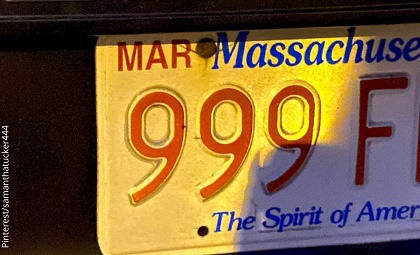 MAR Massachuse
999 F
The Spirit of Amer
Pinterest/samanthatucker444